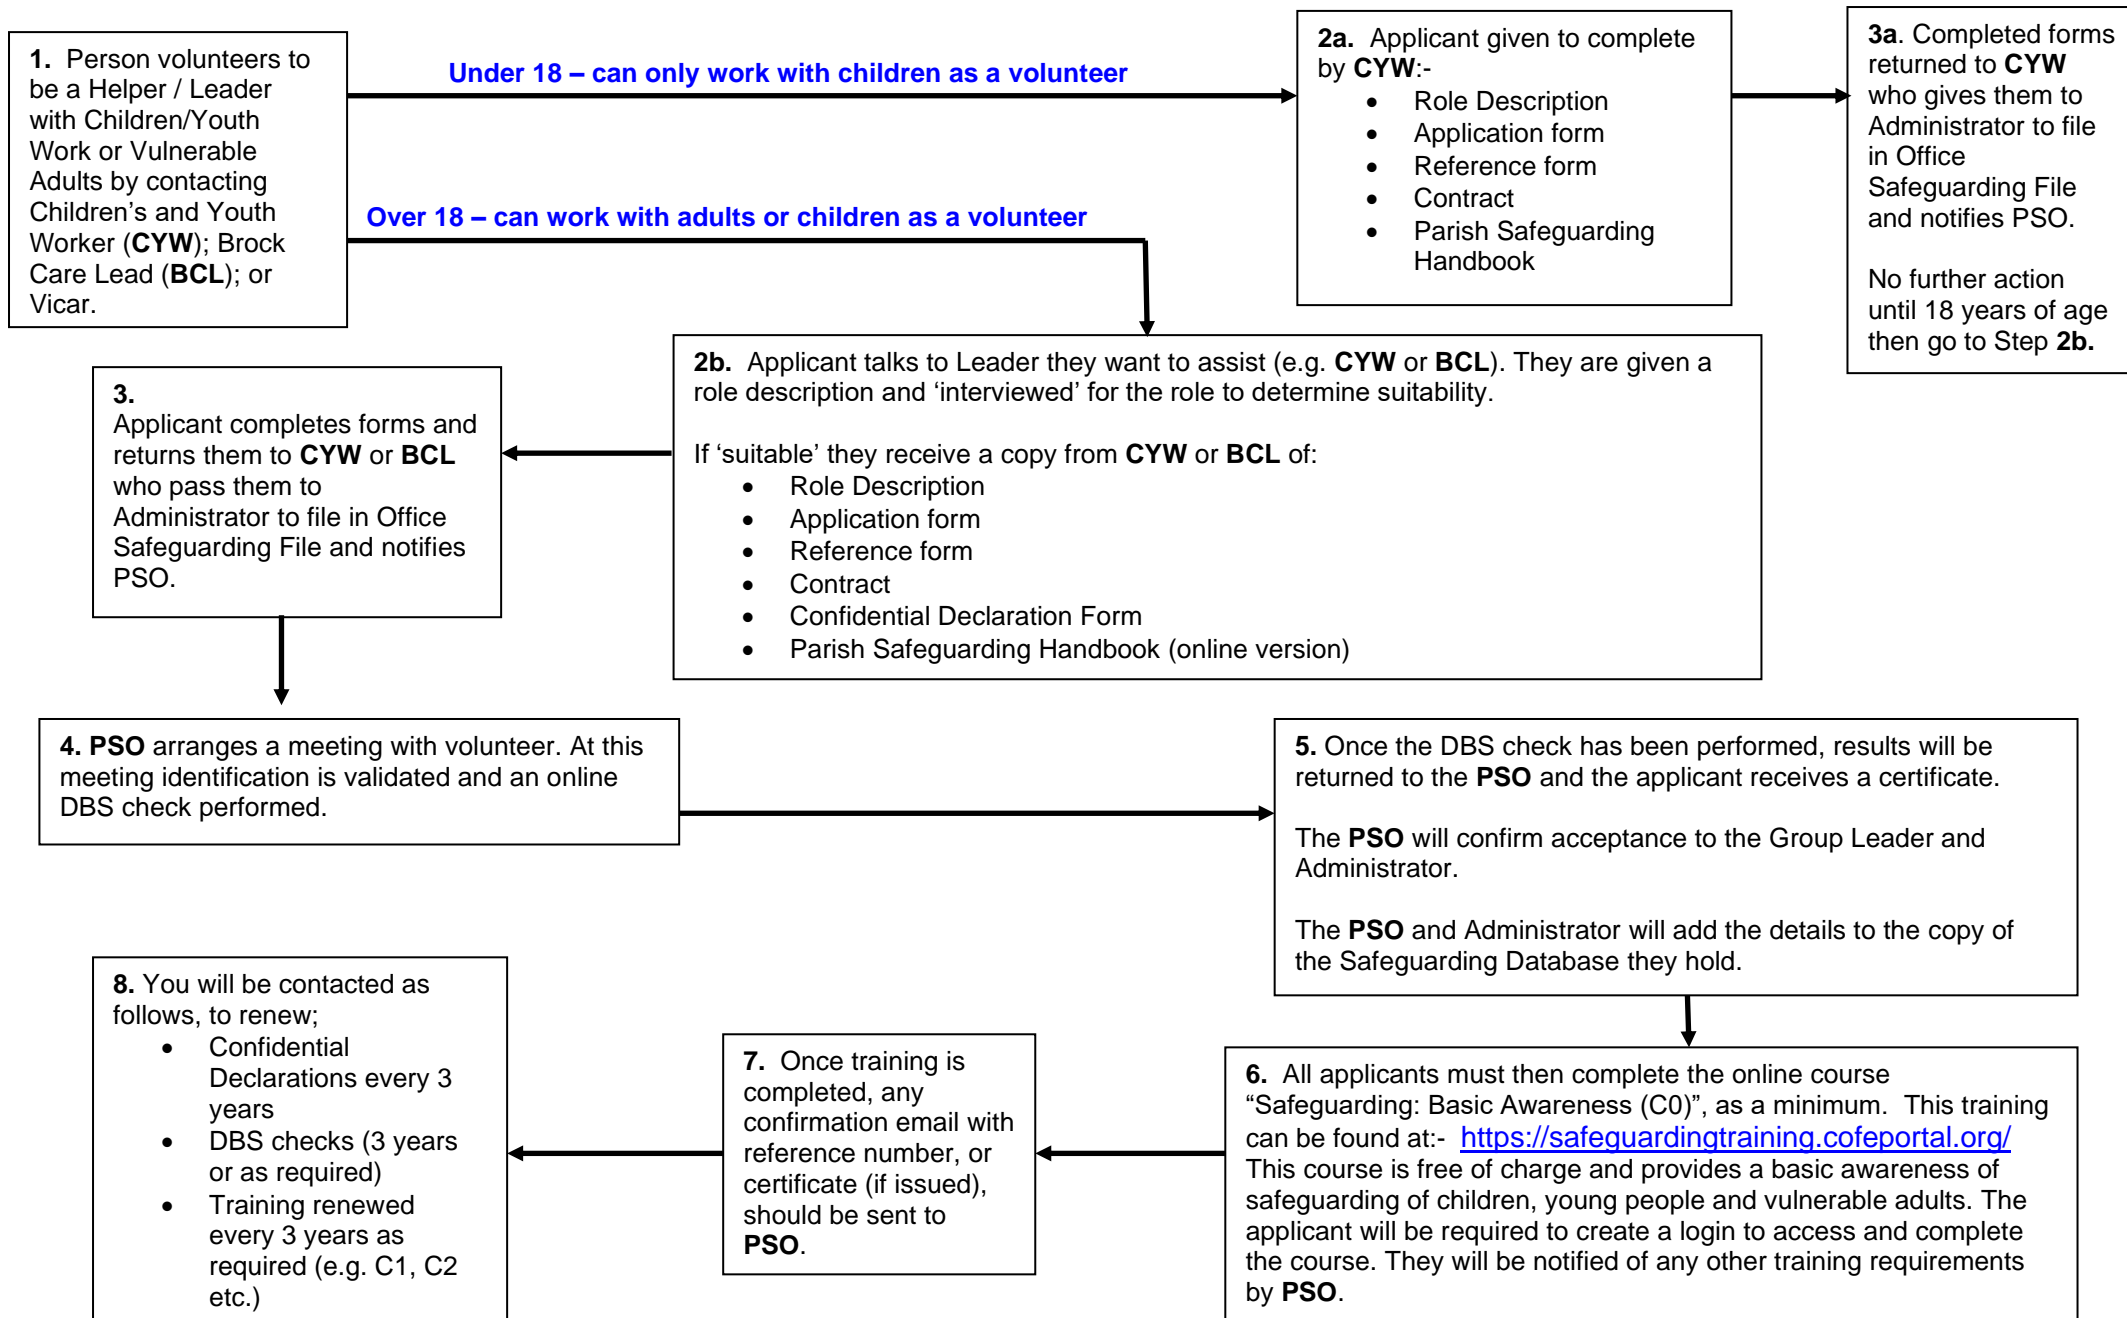 1. Person volunteers to
be a Helper / Leader
with Children/Youth
Work or Vulnerable
Adults by contacting
Children’s and Youth
Worker (CYW); Brock
Care Lead (BCL); or
Vicar.
Under 18 – can only work with children as a volunteer
Over 18 – can work with adults or children as a volunteer
2a. Applicant given to complete
by CYW:-
• Role Description
• Application form
• Reference form
• Contract
• Parish Safeguarding
Handbook
3a. Completed forms
returned to CYW
who gives them to
Administrator to file
in Office
Safeguarding File
and notifies PSO.
No further action
until 18 years of age
then go to Step 2b.
2b. Applicant talks to Leader they want to assist (e.g. CYW or BCL). They are given a
role description and ‘interviewed’ for the role to determine suitability.
If ‘suitable’ they receive a copy from CYW or BCL of:
• Role Description
• Application form
• Reference form
• Contract
• Confidential Declaration Form
• Parish Safeguarding Handbook (online version)
3.
Applicant completes forms and
returns them to CYW or BCL
who pass them to
Administrator to file in Office
Safeguarding File and notifies
PSO.
4. PSO arranges a meeting with volunteer. At this
meeting identification is validated and an online
DBS check performed.
5. Once the DBS check has been performed, results will be
returned to the PSO and the applicant receives a certificate.
The PSO will confirm acceptance to the Group Leader and
Administrator.
The PSO and Administrator will add the details to the copy of
the Safeguarding Database they hold.
6. All applicants must then complete the online course
“Safeguarding: Basic Awareness (C0)”, as a minimum. This training
can be found at:- https://safeguardingtraining.cofeportal.org/
This course is free of charge and provides a basic awareness of
safeguarding of children, young people and vulnerable adults. The
applicant will be required to create a login to access and complete
the course. They will be notified of any other training requirements
by PSO.
7. Once training is
completed, any
confirmation email with
reference number, or
certificate (if issued),
should be sent to
PSO.
8. You will be contacted as
follows, to renew;
• Confidential
Declarations every 3
years
• DBS checks (3 years
or as required)
• Training renewed
every 3 years as
required (e.g. C1, C2
etc.)